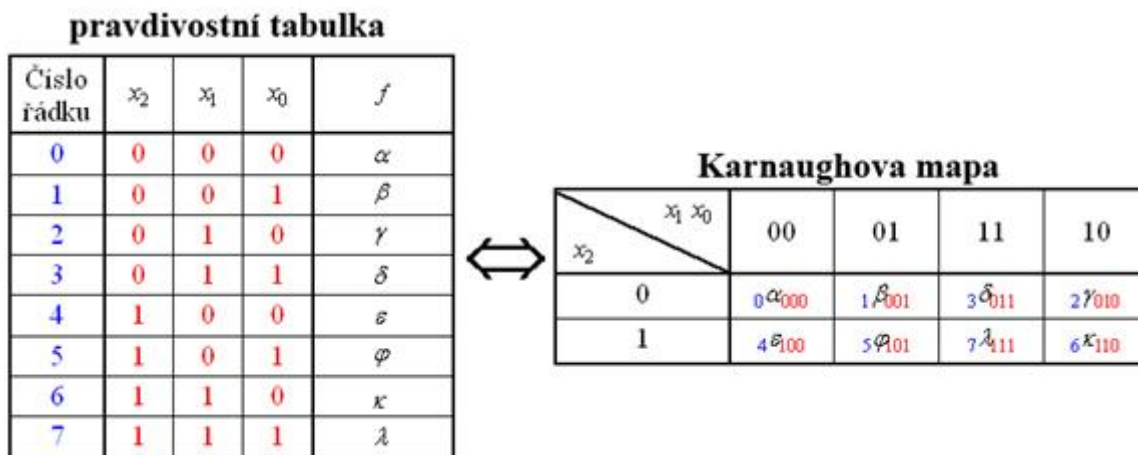 pravdivostní tabulka
Číslo řádku x₂ x₁ x₀ f
0 0 0 0 α
1 0 0 1 β
2 0 1 0 γ
3 0 1 1 δ
4 1 0 0 ε
5 1 0 1 φ
6 1 1 0 κ
7 1 1 1 λ
⇔
Karnaughova mapa
x₁ x₀ 00 01 11 10
x₂
0 ₀α₀₀₀ ₁β₀₀₁ ₃δ₀₁₁ ₂γ₀₁₀
1 ₄ε₁₀₀ ₅φ₁₀₁ ₇λ₁₁₁ ₆κ₁₁₀